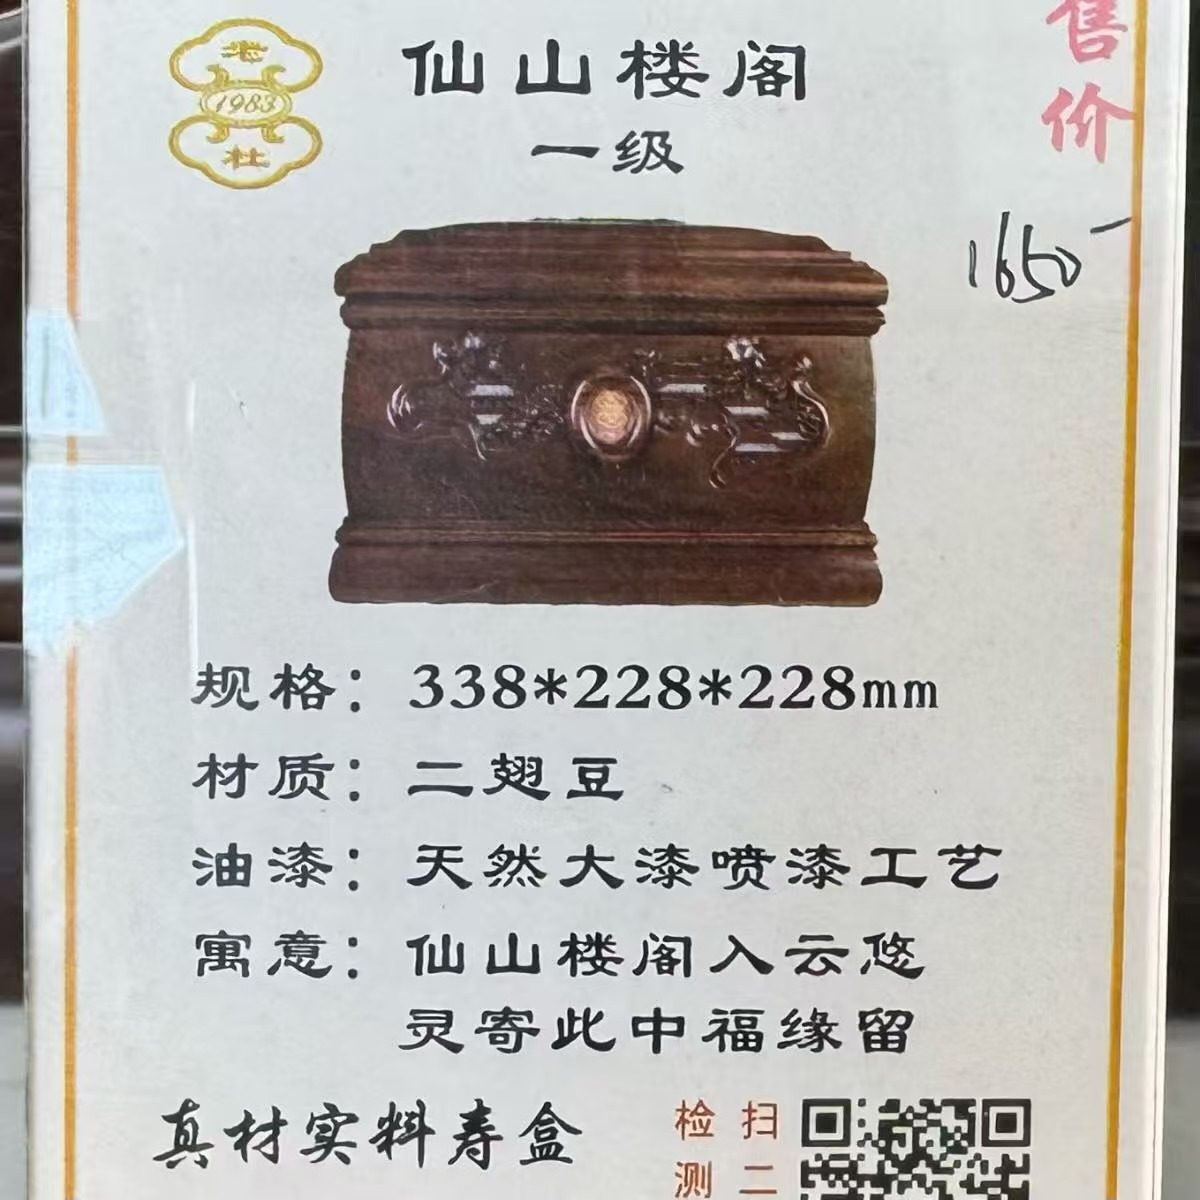 老
1983
杜
仙山楼阁
一级
售价
1650-
规格：338*228*228mm
材质：二翅豆
油漆：天然大漆喷漆工艺
寓意：仙山楼阁入云悠
灵寄此中福缘留
真材实料寿盒
扫二
检测